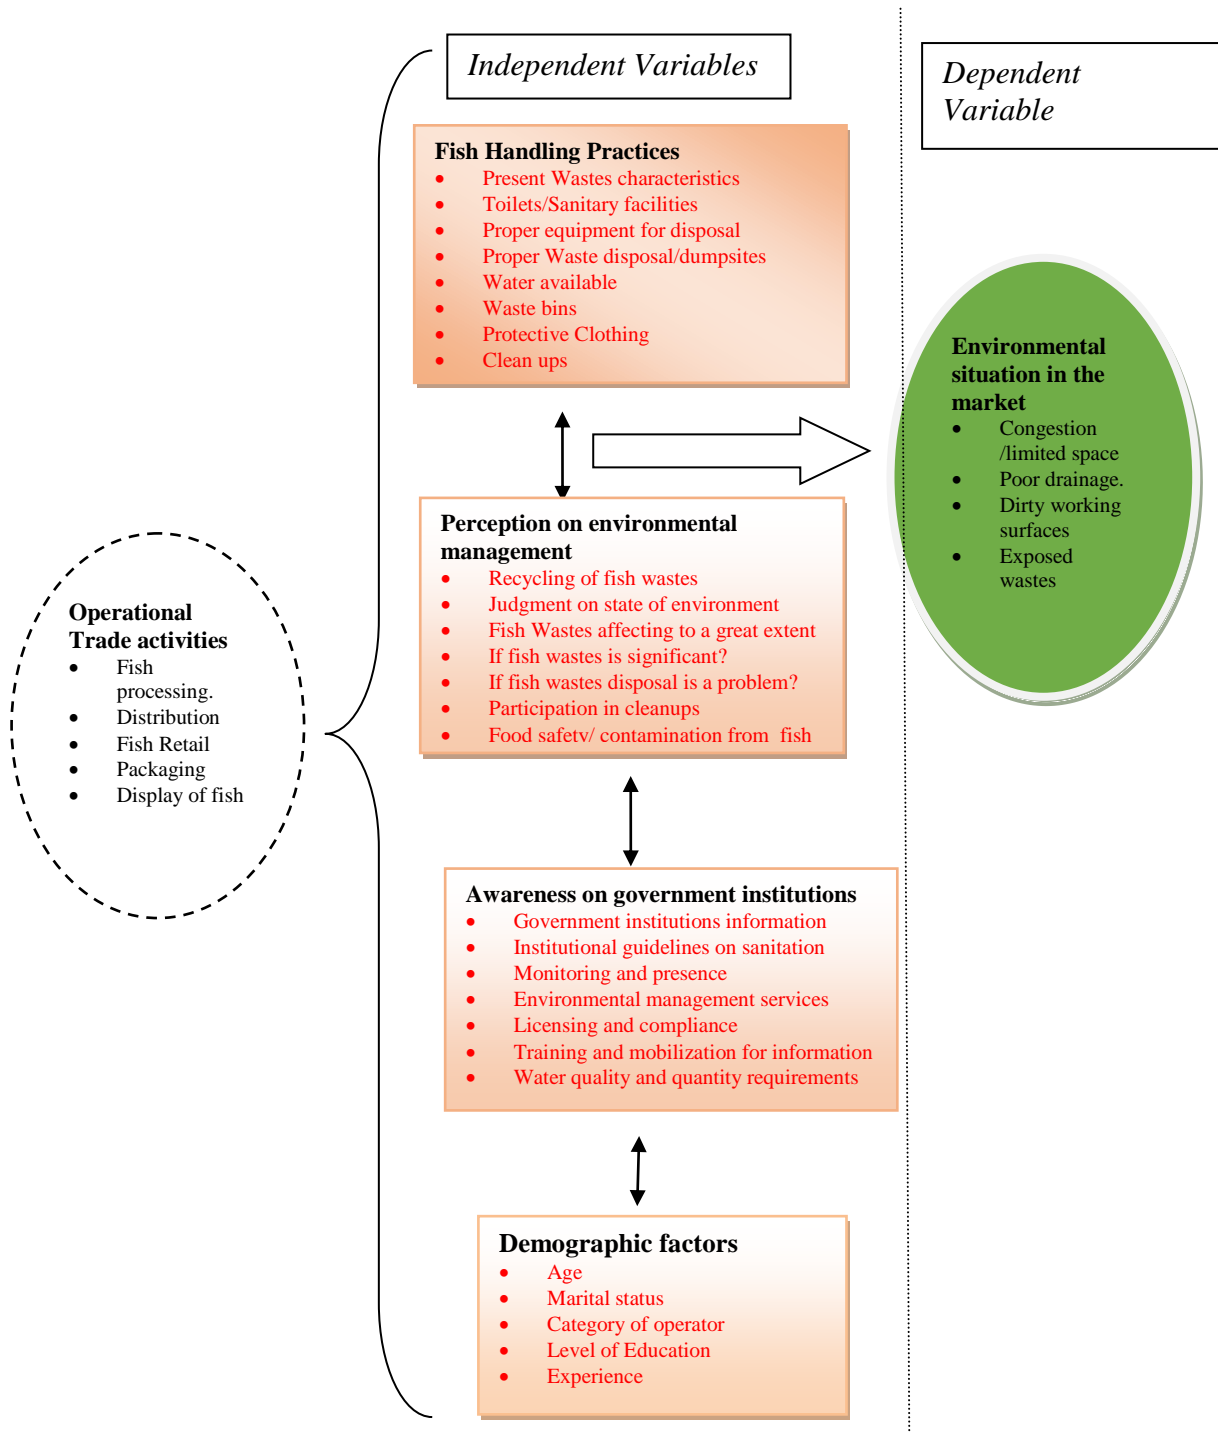 Independent Variables
Dependent
Variable
Fish Handling Practices
• Present Wastes characteristics
• Toilets/Sanitary facilities
• Proper equipment for disposal
• Proper Waste disposal/dumpsites
• Water available
• Waste bins
• Protective Clothing
• Clean ups
Environmental
situation in the
market
• Congestion
/limited space
• Poor drainage.
• Dirty working
surfaces
• Exposed
wastes
Perception on environmental
management
• Recycling of fish wastes
• Judgment on state of environment
• Fish Wastes affecting to a great extent
• If fish wastes is significant?
• If fish wastes disposal is a problem?
• Participation in cleanups
• Food safety/ contamination from fish
Operational
Trade activities
• Fish
processing.
• Distribution
• Fish Retail
• Packaging
• Display of fish
Awareness on government institutions
• Government institutions information
• Institutional guidelines on sanitation
• Monitoring and presence
• Environmental management services
• Licensing and compliance
• Training and mobilization for information
• Water quality and quantity requirements
Demographic factors
• Age
• Marital status
• Category of operator
• Level of Education
• Experience